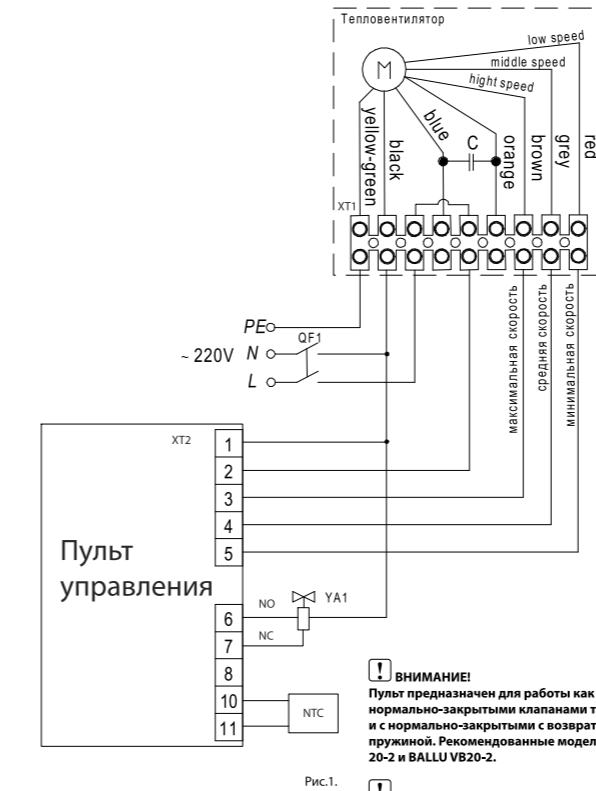 Тепловентилятор
low speed
middle speed
hight speed
M
yellow-green
black
blue
C
orange
brown
grey
red
XT1
PE
QF1
~ 220V N
L
максимальная скорость
средняя скорость
минимальная скорость
XT2
1
2
3
4
5
Пульт
управления
6
NO
YA1
7
NC
8
10
NTC
11
! ВНИМАНИЕ!
Пульт предназначен для работы как
нормально-закрытыми клапанами т
и с нормально-закрытыми с возврат
пружиной. Рекомендованные модел
20-2 и BALLU VB20-2.
Рис.1.
!